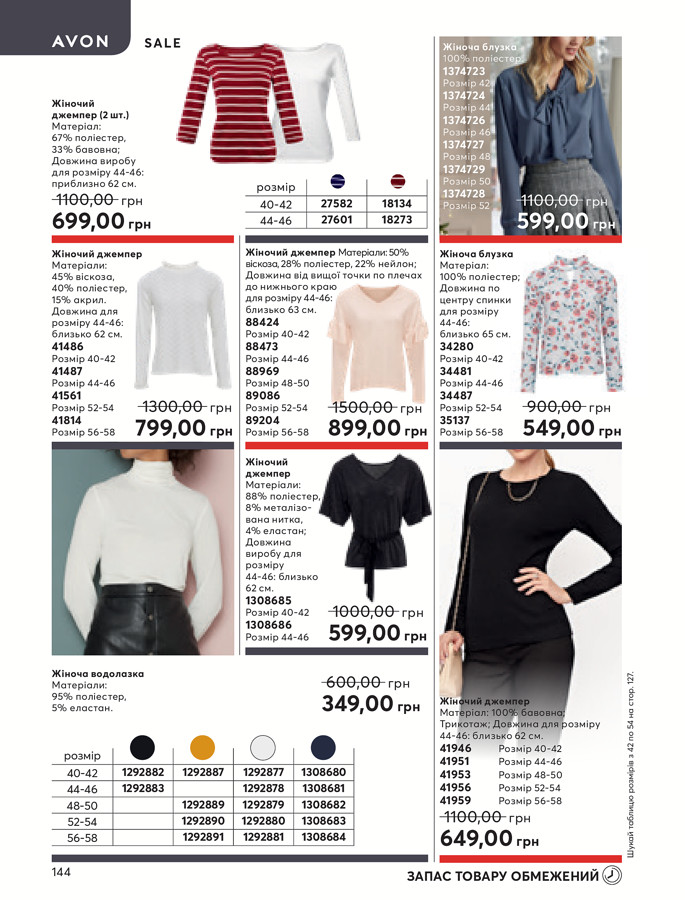 AVON
SALE
Жіночий
джемпер (2 шт.)
Матеріал:
67% поліестер,
33% бавовна;
Довжина виробу
для розміру 44-46:
приблизно 62 см.
1100,00 грн
699,00 грн
розмір
40-42 27582 18134
44-46 27601 18273
Жіноча блузка
100% поліестер
1374723
Розмір 42
1374724
Розмір 44
1374726
Розмір 46
1374727
Розмір 48
1374729
Розмір 50
1374728
Розмір 52
1100,00 грн
599,00 грн
Жіночий джемпер
Матеріали:
45% віскоза,
40% поліестер,
15% акрил.
Довжина для
розміру 44-46:
близько 62 см.
41486
Розмір 40-42
41487
Розмір 44-46
41561
Розмір 52-54
41814
Розмір 56-58
1300,00 грн
799,00 грн
Жіночий джемпер Матеріали: 50%
віскоза, 28% поліестер, 22% нейлон;
Довжина від вищої точки по плечах
до нижнього краю
для розміру 44-46:
близько 63 см.
88424
Розмір 40-42
88473
Розмір 44-46
88969
Розмір 48-50
89086
Розмір 52-54
89204
Розмір 56-58
1500,00 грн
899,00 грн
Жіноча блузка
Матеріал:
100% поліестер;
Довжина по
центру спинки
для розміру
44-46:
близько 65 см.
34280
Розмір 40-42
34481
Розмір 44-46
34487
Розмір 52-54
35137
Розмір 56-58
900,00 грн
549,00 грн
Жіночий
джемпер
Матеріали:
88% поліестер,
8% металізо-
вана нитка,
4% еластан;
Довжина
виробу для
розміру
44-46: близько
62 см.
1308685
Розмір 40-42
1308686
Розмір 44-46
1000,00 грн
599,00 грн
Жіноча водолазка
Матеріали:
95% поліестер,
5% еластан.
600,00 грн
349,00 грн
розмір
40-42 1292882 1292887 1292877 1308680
44-46 1292883 1292878 1308681
48-50 1292889 1292879 1308682
52-54 1292890 1292880 1308683
56-58 1292891 1292881 1308684
Жіночий джемпер
Матеріал: 100% бавовна;
Трикотаж; Довжина для розміру
44-46: близько 62 см.
41946 Розмір 40-42
41951 Розмір 44-46
41953 Розмір 48-50
41956 Розмір 52-54
41959 Розмір 56-58
1100,00 грн
649,00 грн
Шукай таблицю розмірів з 42 по 54 на стор. 127.
144
ЗАПАС ТОВАРУ ОБМЕЖЕНИЙ